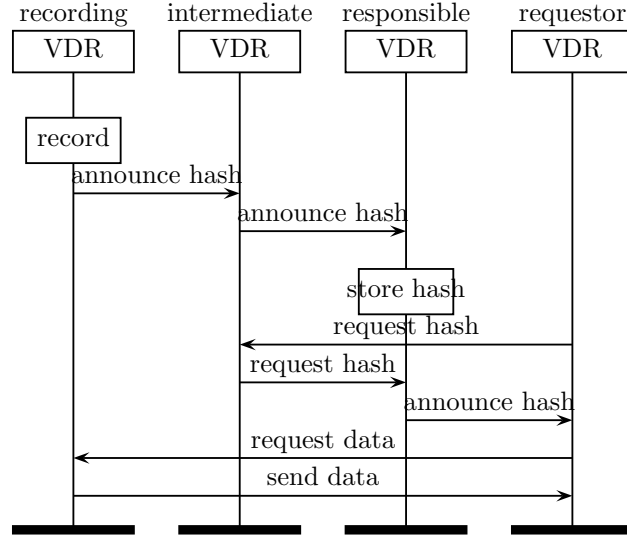 recording intermediate responsible requestor
VDR VDR VDR VDR
record
announce hash
announce hash
store hash
request hash
request hash
announce hash
request data
send data